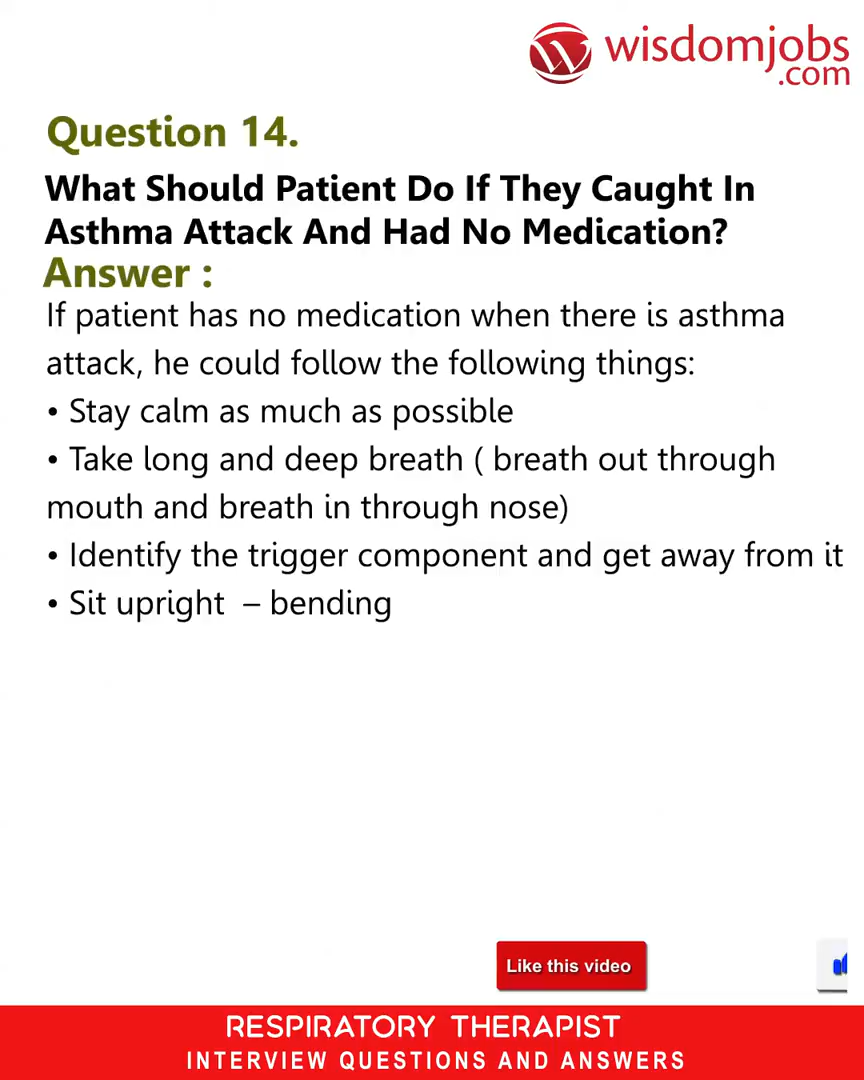 wisdomjobs
.com
Question 14.
What Should Patient Do If They Caught In
Asthma Attack And Had No Medication?
Answer :
If patient has no medication when there is asthma
attack, he could follow the following things:
• Stay calm as much as possible
• Take long and deep breath ( breath out through
mouth and breath in through nose)
• Identify the trigger component and get away from it
• Sit upright – bending
Like this video
RESPIRATORY THERAPIST
INTERVIEW QUESTIONS AND ANSWERS